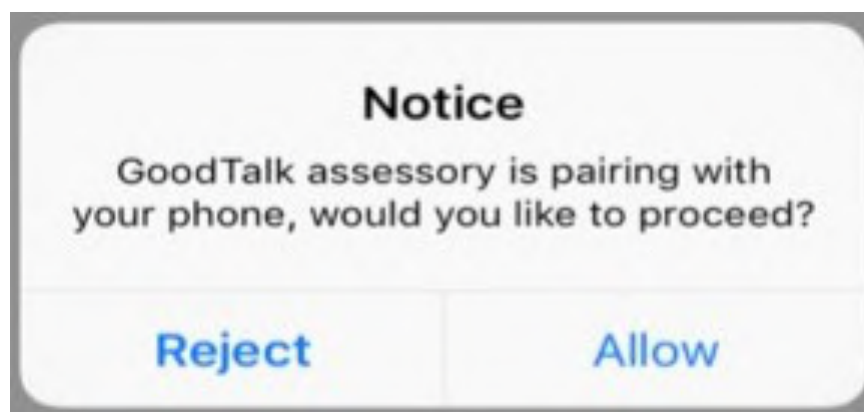 Notice
GoodTalk assessory is pairing with
your phone, would you like to proceed?
Reject
Allow